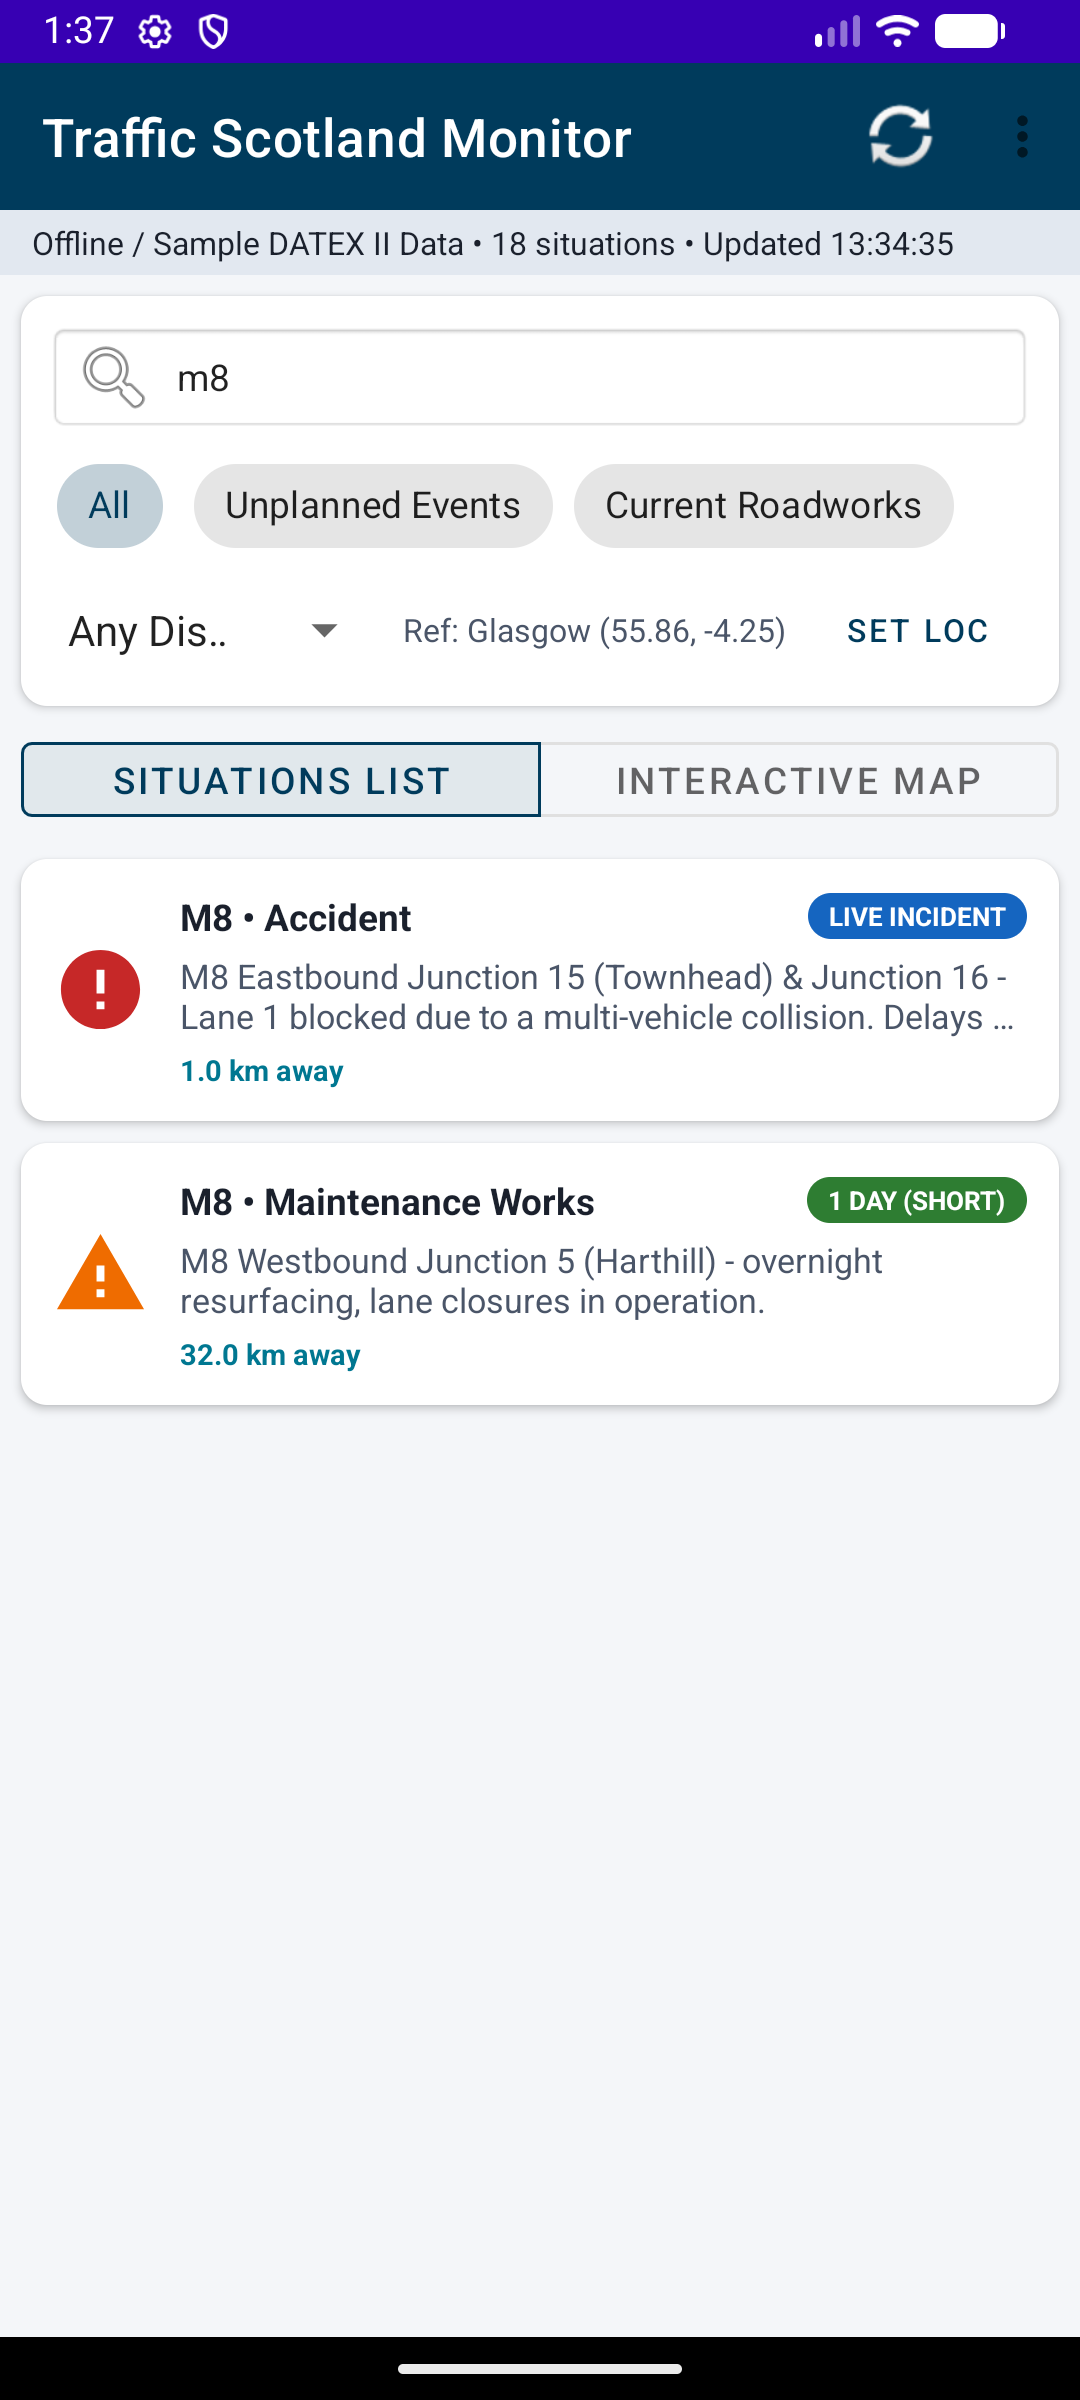 1:37
Traffic Scotland Monitor
Offline / Sample DATEX II Data • 18 situations • Updated 13:34:35
m8
All
Unplanned Events
Current Roadworks
Any Dis..
Ref: Glasgow (55.86, -4.25)
SET LOC
SITUATIONS LIST
INTERACTIVE MAP
M8 • Accident
LIVE INCIDENT
M8 Eastbound Junction 15 (Townhead) & Junction 16 -
Lane 1 blocked due to a multi-vehicle collision. Delays ...
1.0 km away
M8 • Maintenance Works
1 DAY (SHORT)
M8 Westbound Junction 5 (Harthill) - overnight
resurfacing, lane closures in operation.
32.0 km away